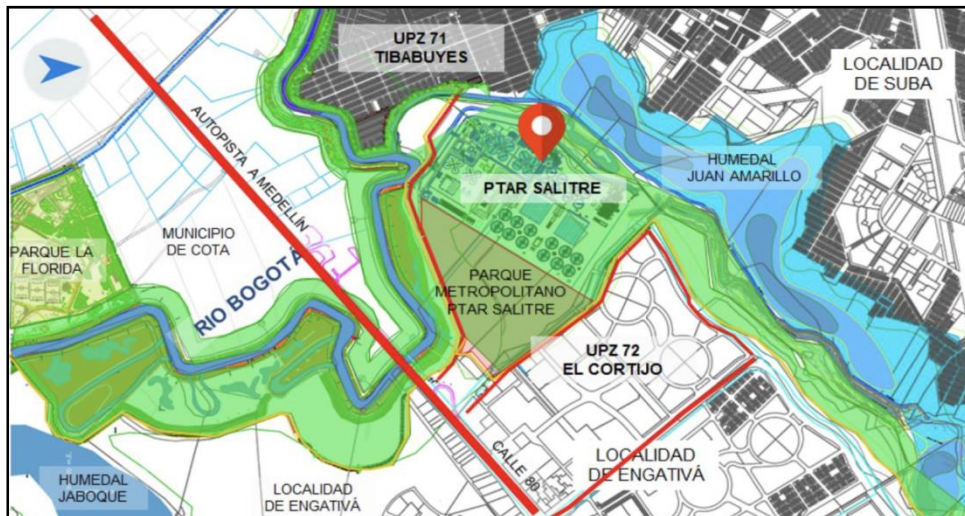 UPZ 71
TIBABUYES
LOCALIDAD
DE SUBA
AUTOPISTA A MEDELLÍN
PTAR SALITRE
HUMEDAL
JUAN AMARILLO
MUNICIPIO
DE COTA
PARQUE LA
FLORIDA
RIO BOGOTÁ
PARQUE
METROPOLITANO
PTAR SALITRE
UPZ 72
EL CORTIJO
CALLE 80
LOCALIDAD
DE ENGATIVÁ
HUMEDAL
JABOQUE
LOCALIDAD
DE ENGATIVÁ